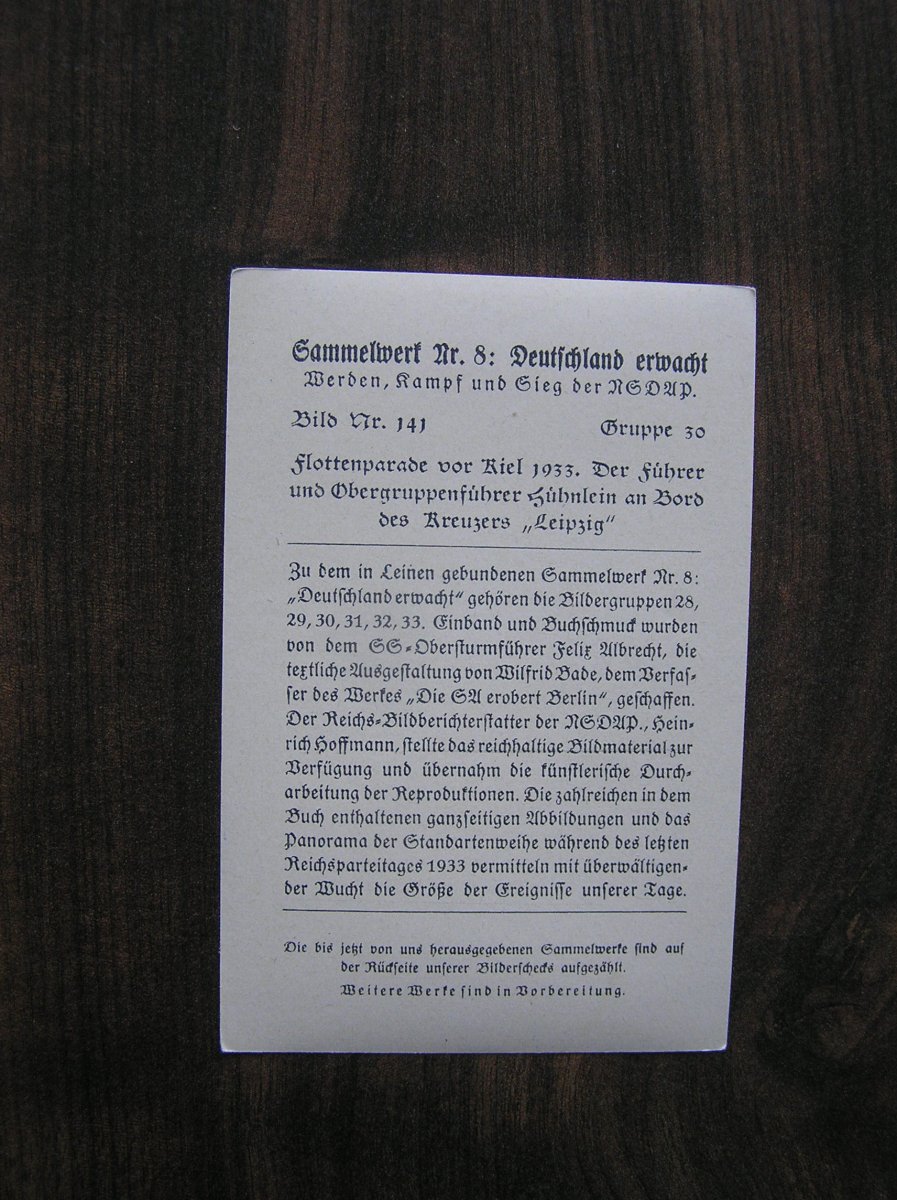 Sammelwerk Nr. 8: Deutschland erwacht
Werden, Kampf und Sieg der NSDAP.
Bild Nr. 141 Gruppe 30
Flottenparade vor Kiel 1933. Der Führer
und Obergruppenführer Hühnlein an Bord
des Kreuzers „Leipzig“
Zu dem in Leinen gebundenen Sammelwerk Nr. 8:
„Deutschland erwacht“ gehören die Bildergruppen 28,
29, 30, 31, 32, 33. Einband und Buchschmuck wurden
von dem SS-Obersturmführer Felix Albrecht, die
textliche Ausgestaltung von Wilfrid Bade, dem Verfas-
ser des Werkes „Die SA erobert Berlin“, geschaffen.
Der Reichs-Bildberichterstatter der NSDAP., Hein-
rich Hoffmann, stellte das reichhaltige Bildmaterial zur
Verfügung und übernahm die künstlerische Durch-
arbeitung der Reproduktionen. Die zahlreichen in dem
Buch enthaltenen ganzseitigen Abbildungen und das
Panorama der Standartenweihe während des letzten
Reichsparteitages 1933 vermitteln mit überwältigen-
der Wucht die Größe der Ereignisse unserer Tage.
Die bis jetzt von uns herausgegebenen Sammelwerke sind auf
der Rückseite unserer Bilderschecks aufgezählt.
Weitere Werke sind in Vorbereitung.